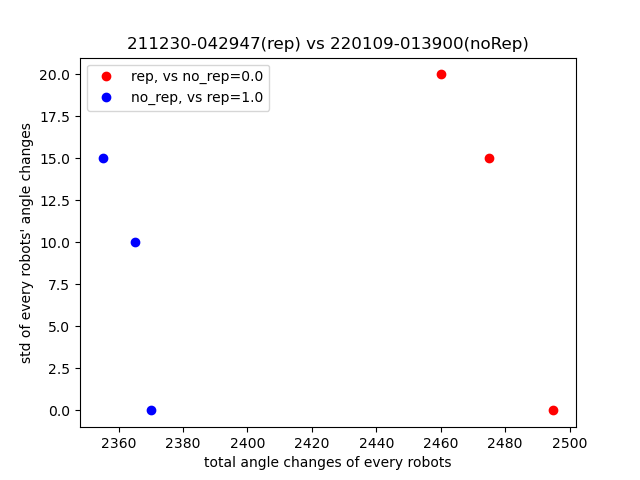 211230-042947(rep) vs 220109-013900(noRep)
rep, vs no_rep=0.0
no_rep, vs rep=1.0
std of every robots' angle changes
20.0
17.5
15.0
12.5
10.0
7.5
5.0
2.5
0.0
2360 2380 2400 2420 2440 2460 2480 2500
total angle changes of every robots